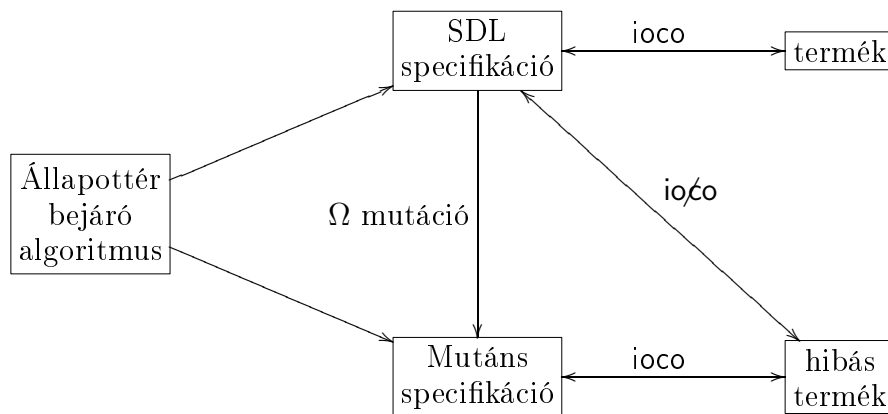 SDL
specifikáció
ioco
termék
Állapottér
bejáró
algoritmus
Ω mutáció
ioco
Mutáns
specifikáció
ioco
hibás
termék